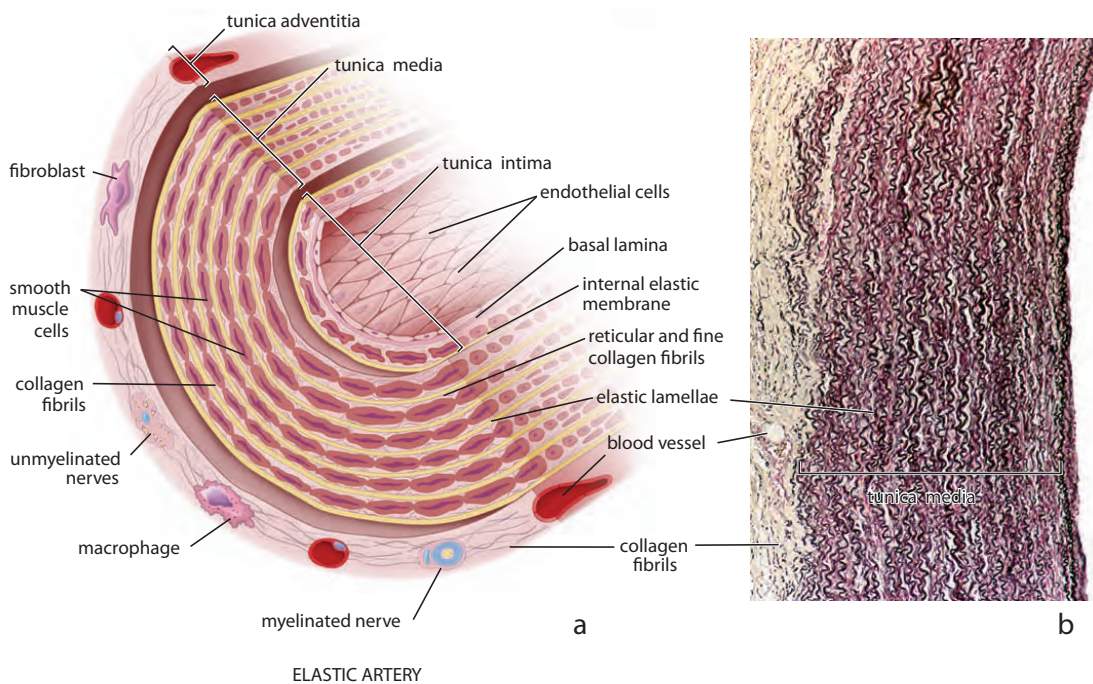 tunica adventitia
tunica media
tunica intima
endothelial cells
basal lamina
internal elastic
membrane
reticular and fine
collagen fibrils
elastic lamellae
blood vessel
fibroblast
smooth
muscle
cells
collagen
fibrils
unmyelinated
nerves
macrophage
myelinated nerve
collagen
fibrils
tunica media
a
b
ELASTIC ARTERY